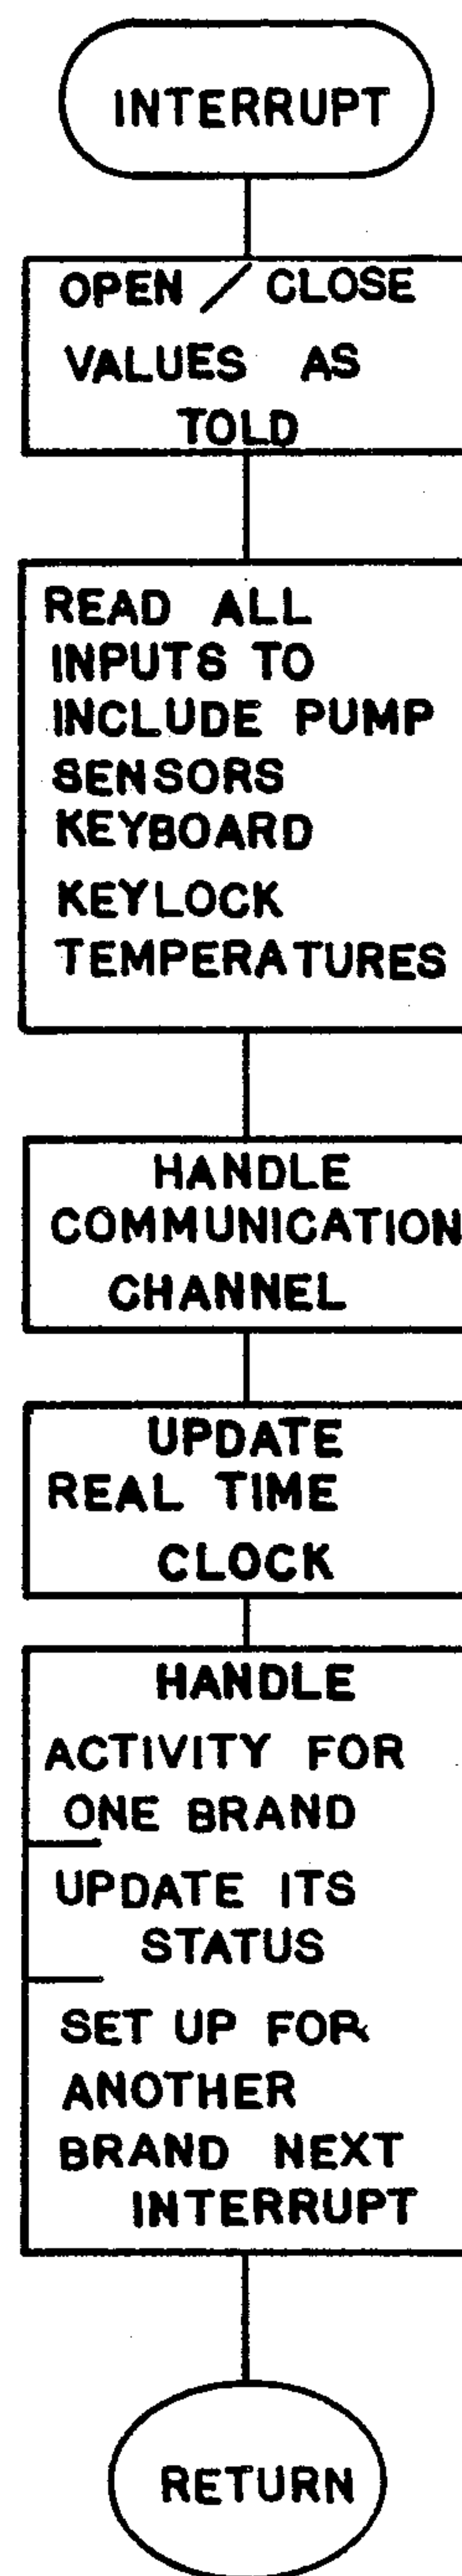 INTERRUPT
OPEN / CLOSE
VALUES AS
TOLD
READ ALL
INPUTS TO
INCLUDE PUMP
SENSORS
KEYBOARD
KEYLOCK
TEMPERATURES
HANDLE
COMMUNICATION
CHANNEL
UPDATE
REAL TIME
CLOCK
HANDLE
ACTIVITY FOR
ONE BRAND
UPDATE ITS
STATUS
SET UP FOR
ANOTHER
BRAND NEXT
INTERRUPT
RETURN